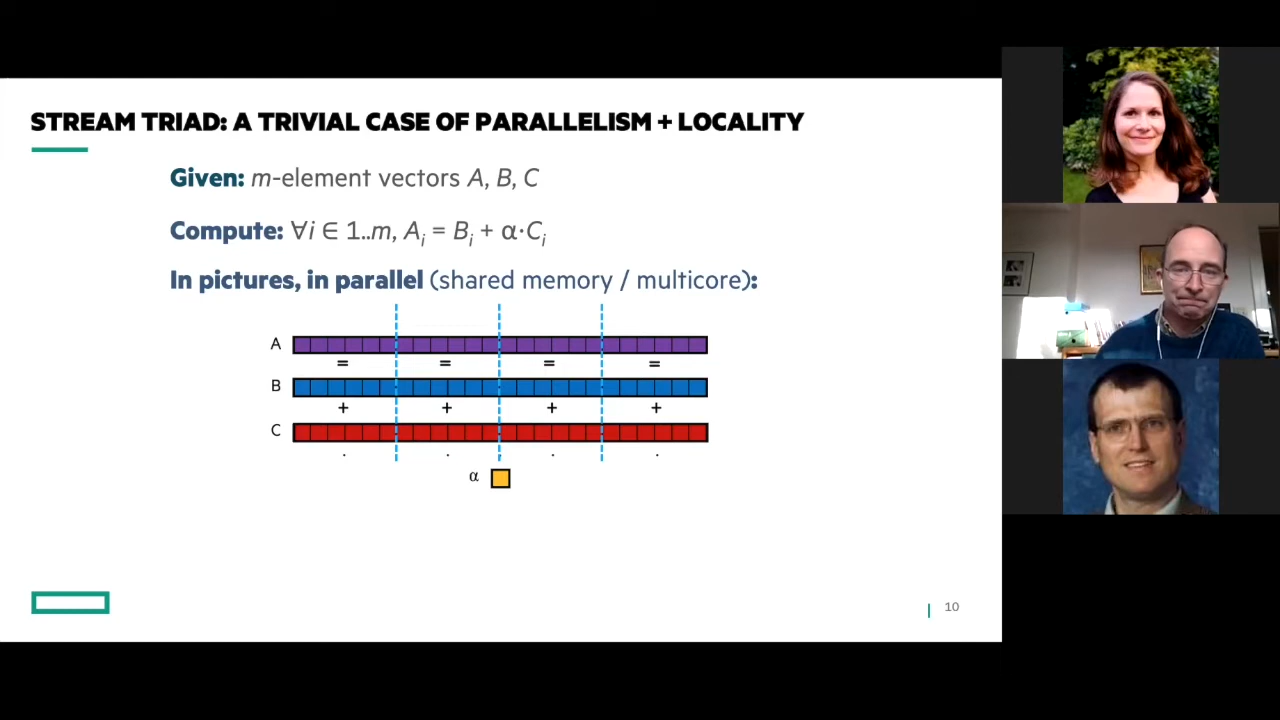 STREAM TRIAD: A TRIVIAL CASE OF PARALLELISM + LOCALITY
Given: m-element vectors A, B, C
Compute: ∀i ∈ 1..m, Aᵢ = Bᵢ + α·Cᵢ
In pictures, in parallel (shared memory / multicore):
A
= = = =
B
+ + + +
C
· · · ·
α
10